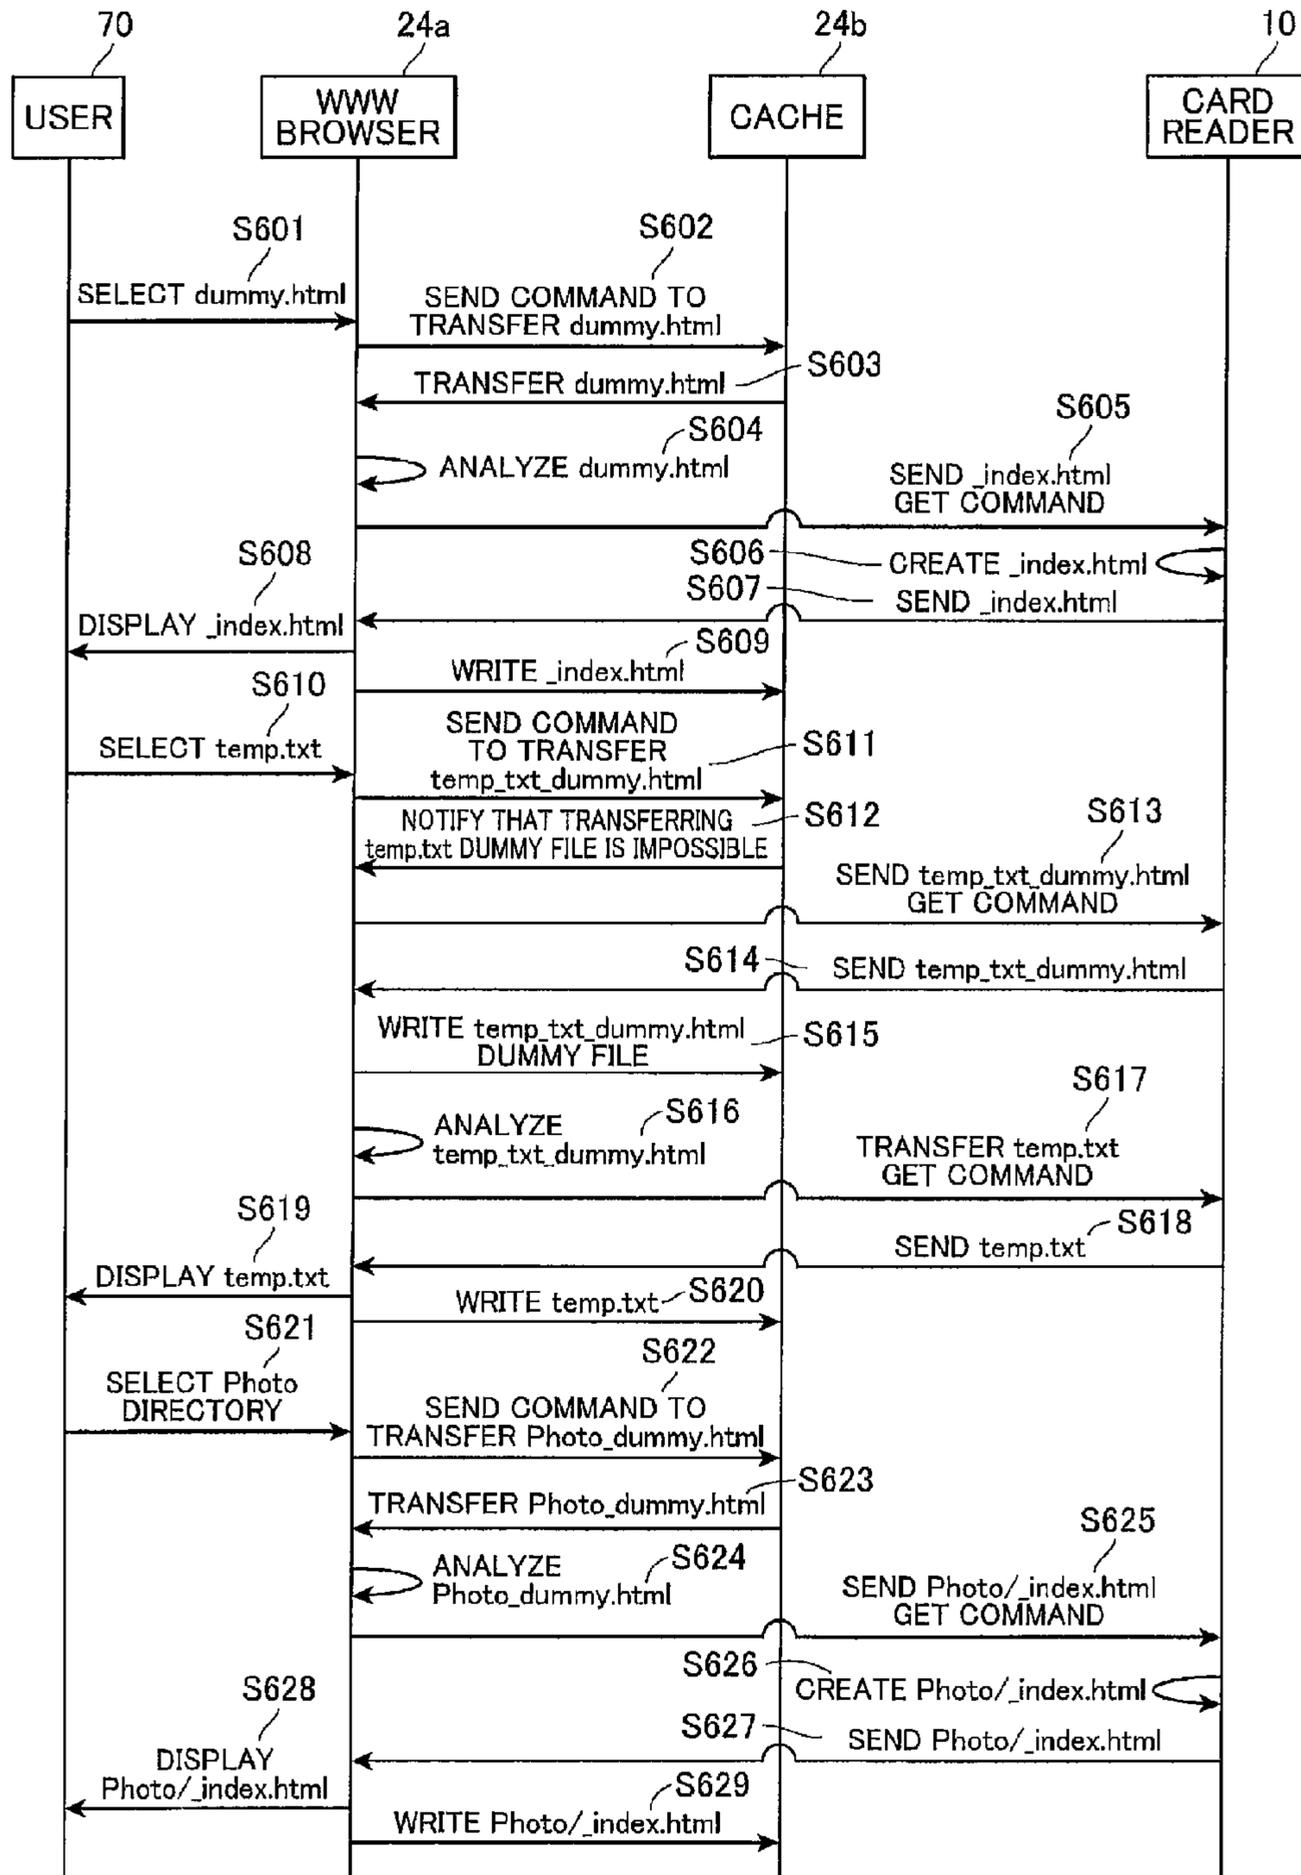 70
24a
24b
10
USER
WWW
BROWSER
CACHE
CARD
READER
S601
SELECT dummy.html
S602
SEND COMMAND TO
TRANSFER dummy.html
S603
TRANSFER dummy.html
S604
ANALYZE dummy.html
S605
SEND _index.html
GET COMMAND
S606
CREATE _index.html
S607
SEND _index.html
S608
DISPLAY _index.html
S609
WRITE _index.html
S610
SELECT temp.txt
SEND COMMAND
TO TRANSFER
temp_txt_dummy.html
S611
NOTIFY THAT TRANSFERRING
temp.txt DUMMY FILE IS IMPOSSIBLE
S612
S613
SEND temp_txt_dummy.html
GET COMMAND
S614
SEND temp_txt_dummy.html
WRITE temp_txt_dummy.html
DUMMY FILE
S615
S616
ANALYZE
temp_txt_dummy.html
S617
TRANSFER temp.txt
GET COMMAND
S618
SEND temp.txt
S619
DISPLAY temp.txt
S620
WRITE temp.txt
S621
SELECT Photo
DIRECTORY
S622
SEND COMMAND TO
TRANSFER Photo_dummy.html
S623
TRANSFER Photo_dummy.html
S624
ANALYZE
Photo_dummy.html
S625
SEND Photo/_index.html
GET COMMAND
S626
CREATE Photo/_index.html
S627
SEND Photo/_index.html
S628
DISPLAY
Photo/_index.html
S629
WRITE Photo/_index.html